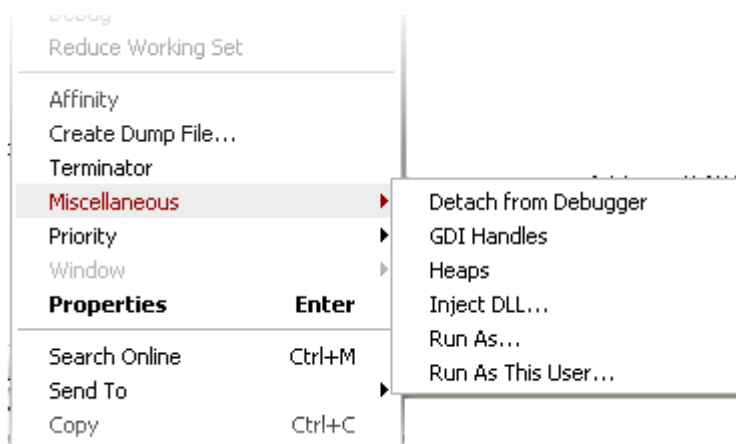 Debug
Reduce Working Set
Affinity
Create Dump File...
Terminator
Miscellaneous
Priority
Window
Properties Enter
Search Online Ctrl+M
Send To
Copy Ctrl+C
Detach from Debugger
GDI Handles
Heaps
Inject DLL...
Run As...
Run As This User...